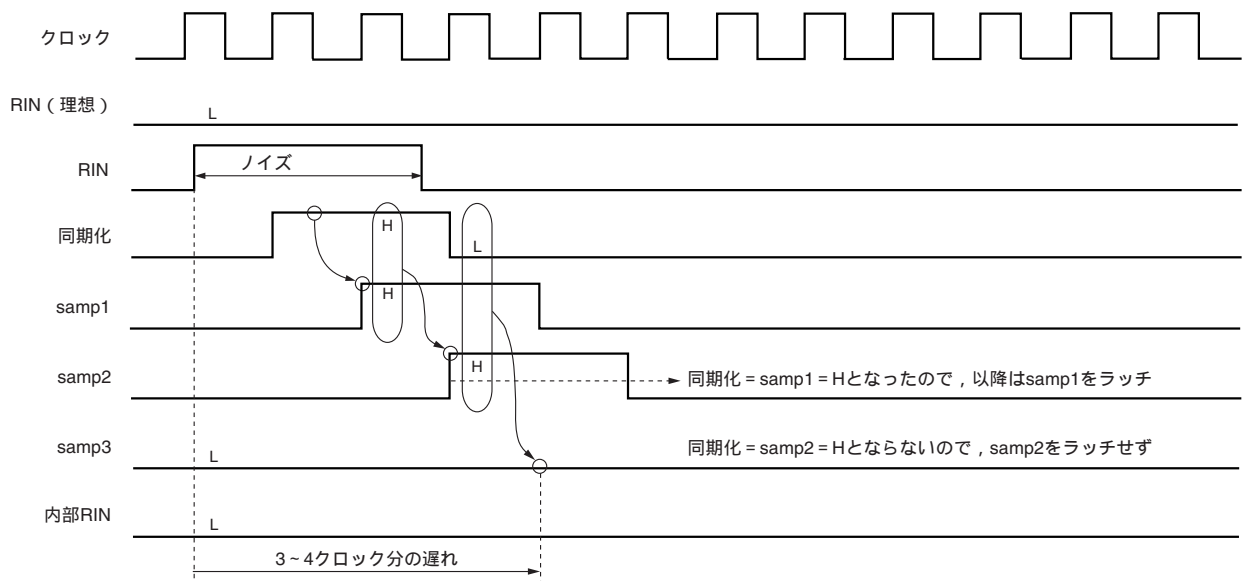 クロック
RIN（理想）
L
RIN
ノイズ
同期化
H
L
samp1
H
samp2
H
同期化＝samp1＝Hとなったので，以降はsamp1をラッチ
samp3
L
同期化＝samp2＝Hとならないので，samp2をラッチせず
内部RIN
L
3~4クロック分の遅れ